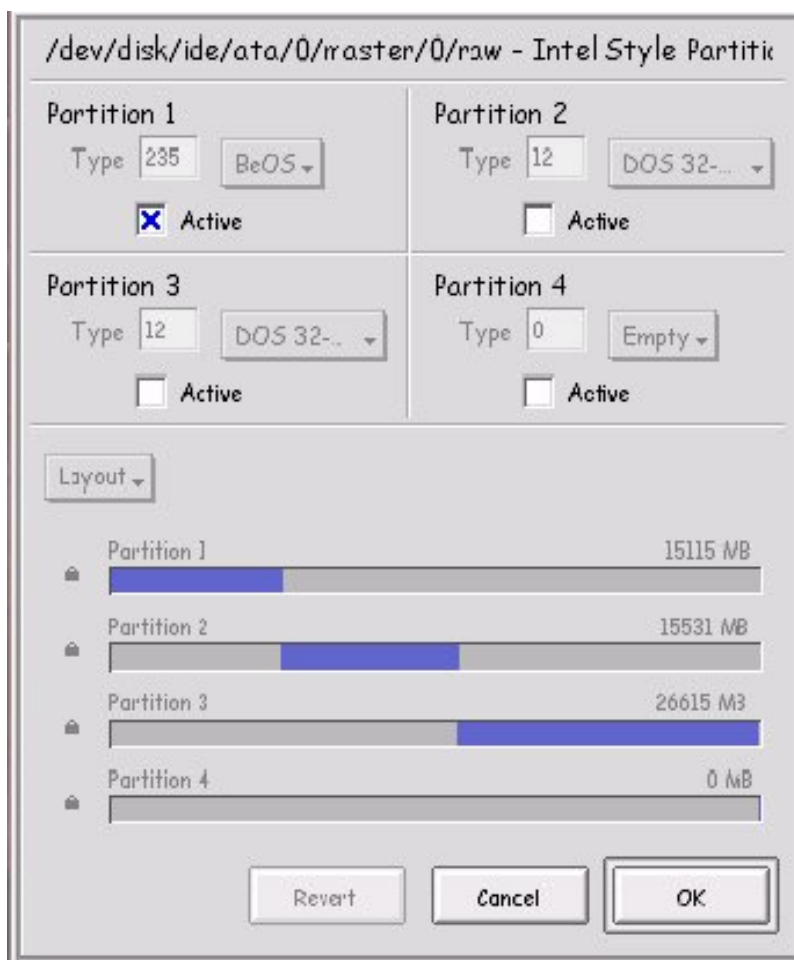 /dev/disk/ide/ata/0/master/0/raw - Intel Style Partitic
Partition 1
Type 235 BeOS
Active
Partition 2
Type 12 DOS 32-...
Active
Partition 3
Type 12 DOS 32-..
Active
Partition 4
Type 0 Empty
Active
Layout
Partition 1 15115 MB
Partition 2 15531 MB
Partition 3 26615 MB
Partition 4 0 MB
Revert Cancel OK